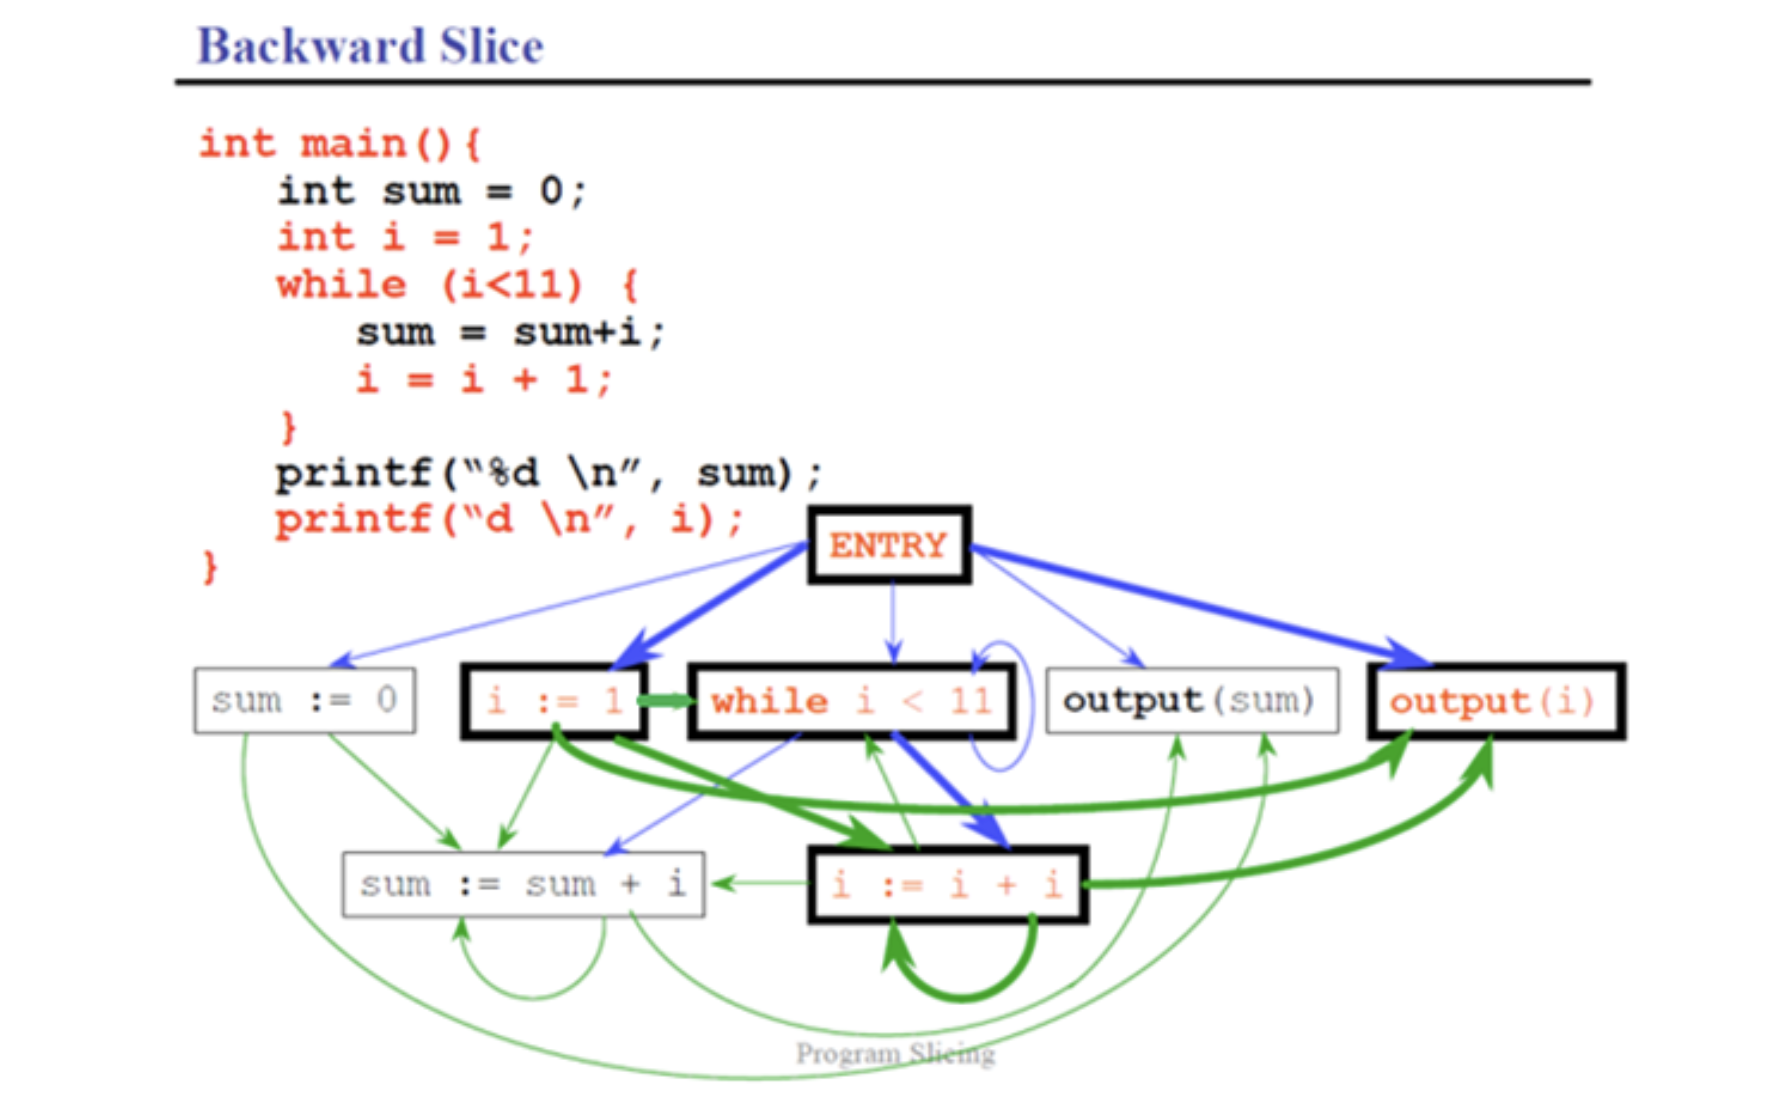 Backward Slice
int main(){
int sum = 0;
int i = 1;
while (i<11) {
sum = sum+i;
i = i + 1;
}
printf(“%d \n”, sum);
printf(“d \n”, i);
}
ENTRY
sum := 0
i := 1
while i < 11
output(sum)
output(i)
sum := sum + i
i := i + i
Program Slicing